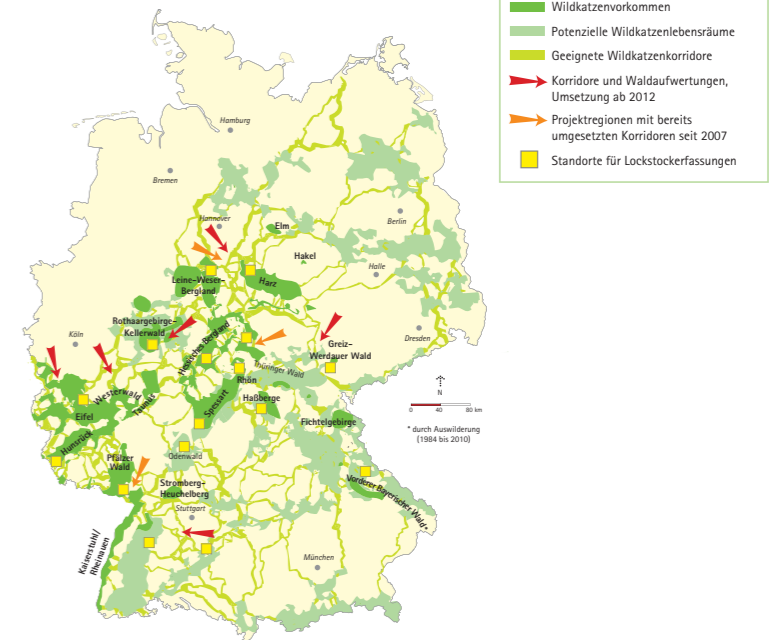 Wildkatzenvorkommen
Potenzielle Wildkatzenlebensräume
Geeignete Wildkatzenkorridore
Korridore und Waldaufwertungen,
Umsetzung ab 2012
Projektregionen mit bereits
umgesetzten Korridoren seit 2007
Standorte für Lockstockerfassungen
Hamburg
Bremen
Hannover
Elm
Berlin
Hakel
Halle
Leine-Weser-
Bergland
Harz
Rothaargebirge-
Kellerwald
Köln
Hessisches Bergland
Greiz-
Werdauer Wald
Dresden
Thüringer Wald
Rhön
Westerwald
Taunus
Spessart
Haßberge
Eifel
Fichtelgebirge
Hunsrück
Pfälzer
Wald
Odenwald
Stromberg-
Heuchelberg
Stuttgart
Vorderer Bayerischer Wald*
Kaiserstuhl/
Rheinauen
München
N
0 40 80 km
* durch Auswilderung
(1984 bis 2010)